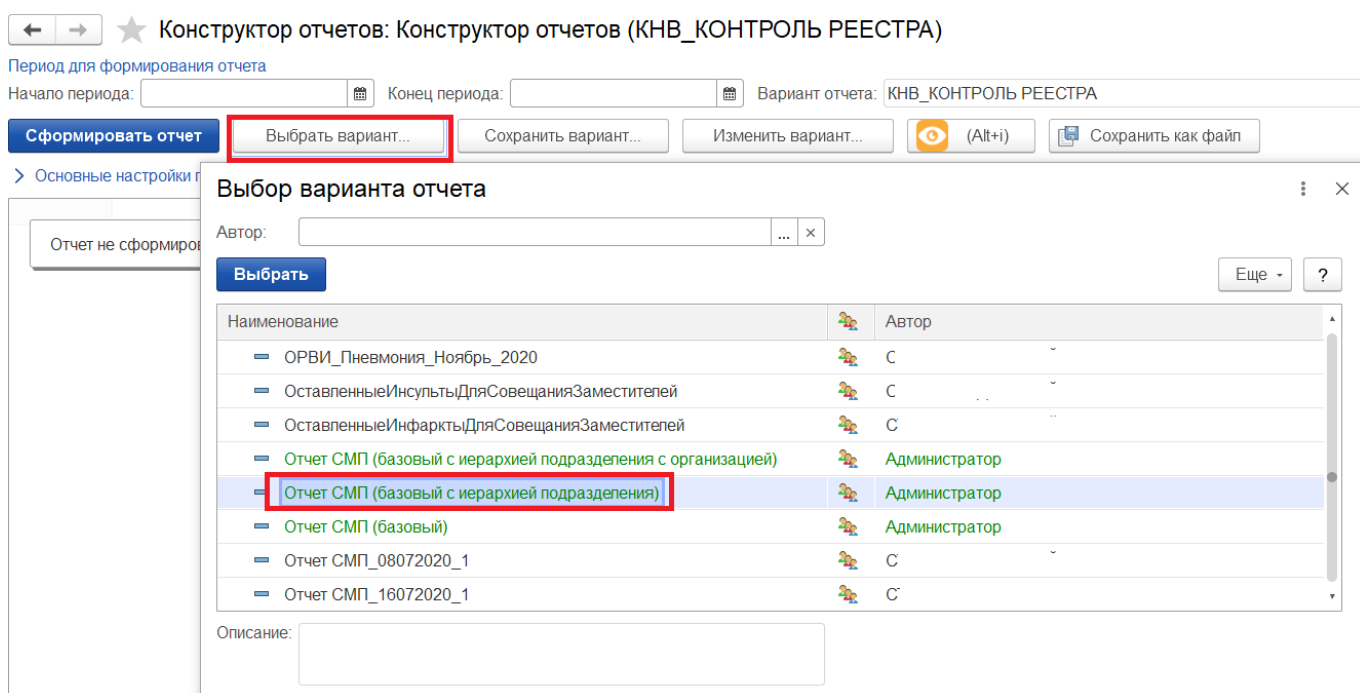 Конструктор отчетов: Конструктор отчетов (КНВ_КОНТРОЛЬ РЕЕСТРА)
Период для формирования отчета
Начало периода: Конец периода: Вариант отчета: КНВ_КОНТРОЛЬ РЕЕСТРА
Сформировать отчет Выбрать вариант... Сохранить вариант... Изменить вариант... (Alt+i) Сохранить как файл
Основные настройки
Выбор варианта отчета
Отчет не сформиров
Автор: ...
Выбрать Еще ?
Наименование Автор
ОРВИ_Пневмония_Ноябрь_2020 С
ОставленныеИнсультыДляСовещанияЗаместителей С
ОставленныеИнфарктыДляСовещанияЗаместителей С
Отчет СМП (базовый с иерархией подразделения с организацией) Администратор
Отчет СМП (базовый с иерархией подразделения) Администратор
Отчет СМП (базовый) Администратор
Отчет СМП_08072020_1 С
Отчет СМП_16072020_1 С
Описание: